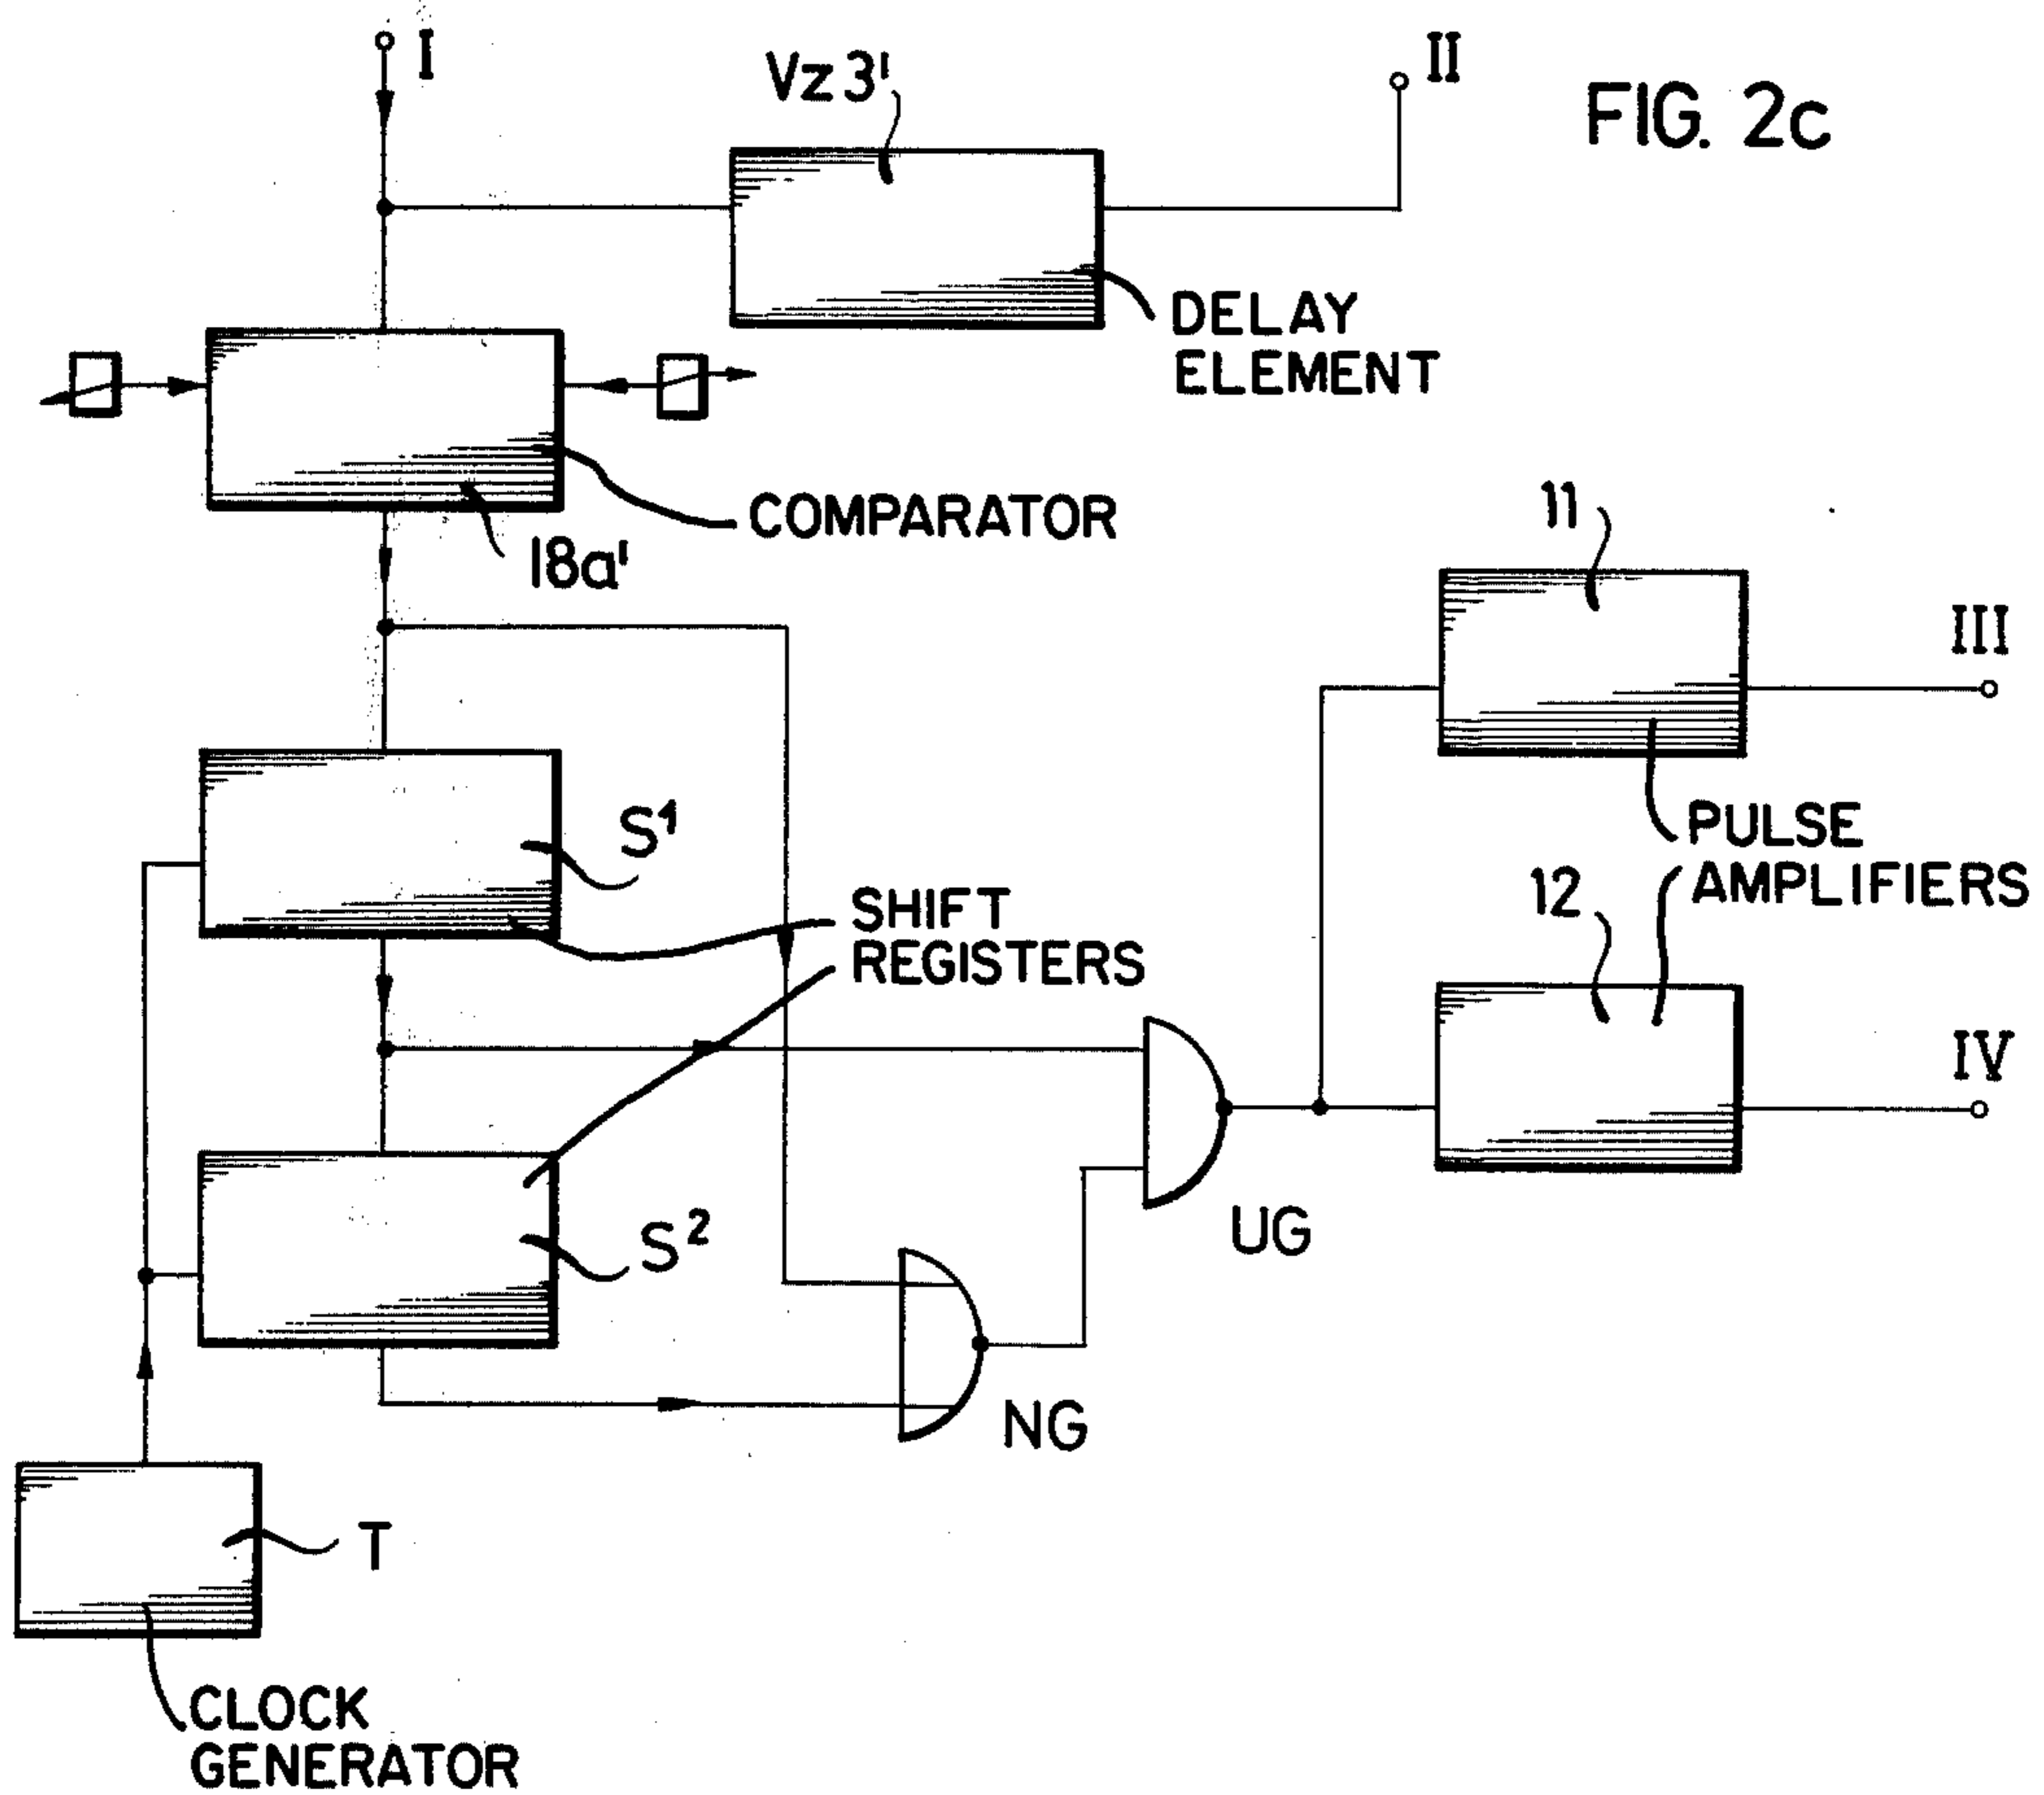 I
Vz 3'
II
FIG. 2c
DELAY
ELEMENT
COMPARATOR
18a'
11
III
S¹
PULSE
AMPLIFIERS
SHIFT
REGISTERS
12
IV
S²
UG
NG
T
CLOCK
GENERATOR